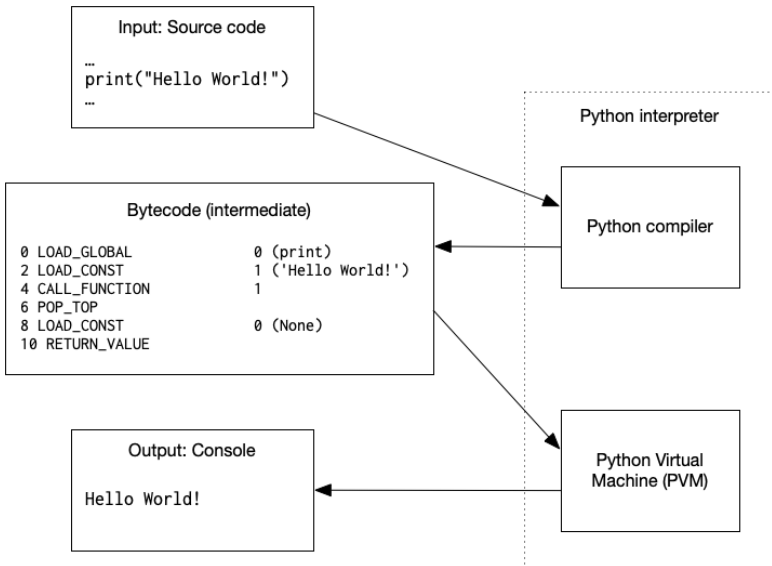 Input: Source code
…
print("Hello World!")
…
Python interpreter
Python compiler
Bytecode (intermediate)
0 LOAD_GLOBAL 0 (print)
2 LOAD_CONST 1 ('Hello World!')
4 CALL_FUNCTION 1
6 POP_TOP
8 LOAD_CONST 0 (None)
10 RETURN_VALUE
Output: Console
Hello World!
Python Virtual
Machine (PVM)